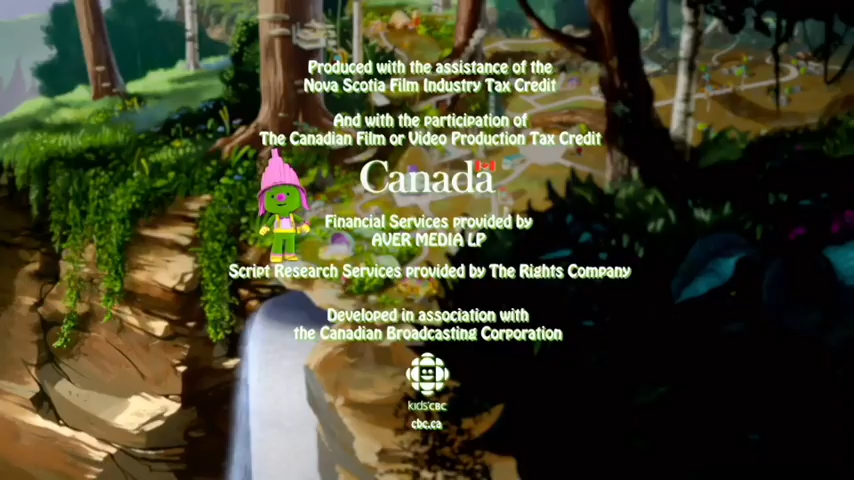 Produced with the assistance of the
Nova Scotia Film Industry Tax Credit
And with the participation of
The Canadian Film or Video Production Tax Credit
Canada
Financial Services provided by
AVER MEDIA LP
Script Research Services provided by The Rights Company
Developed in association with
the Canadian Broadcasting Corporation
kids'CBC
cbc.ca